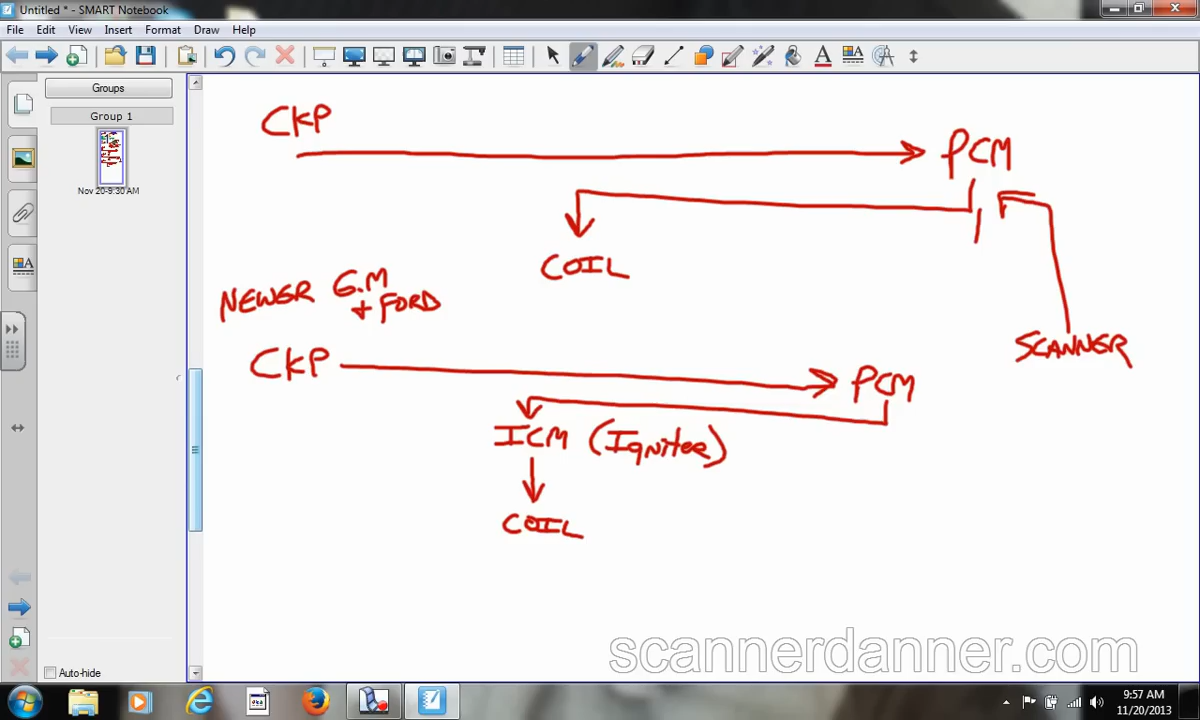 Untitled * - SMART Notebook
File Edit View Insert Format Draw Help
Groups
Group 1
Nov 20-9:30 AM
CKP
PCM
COIL
NEWER G.M
+ FORD
SCANNER
CKP
PCM
ICM (Igniter)
COIL
scannerdanner.com
Auto-hide
9:57 AM
11/20/2013